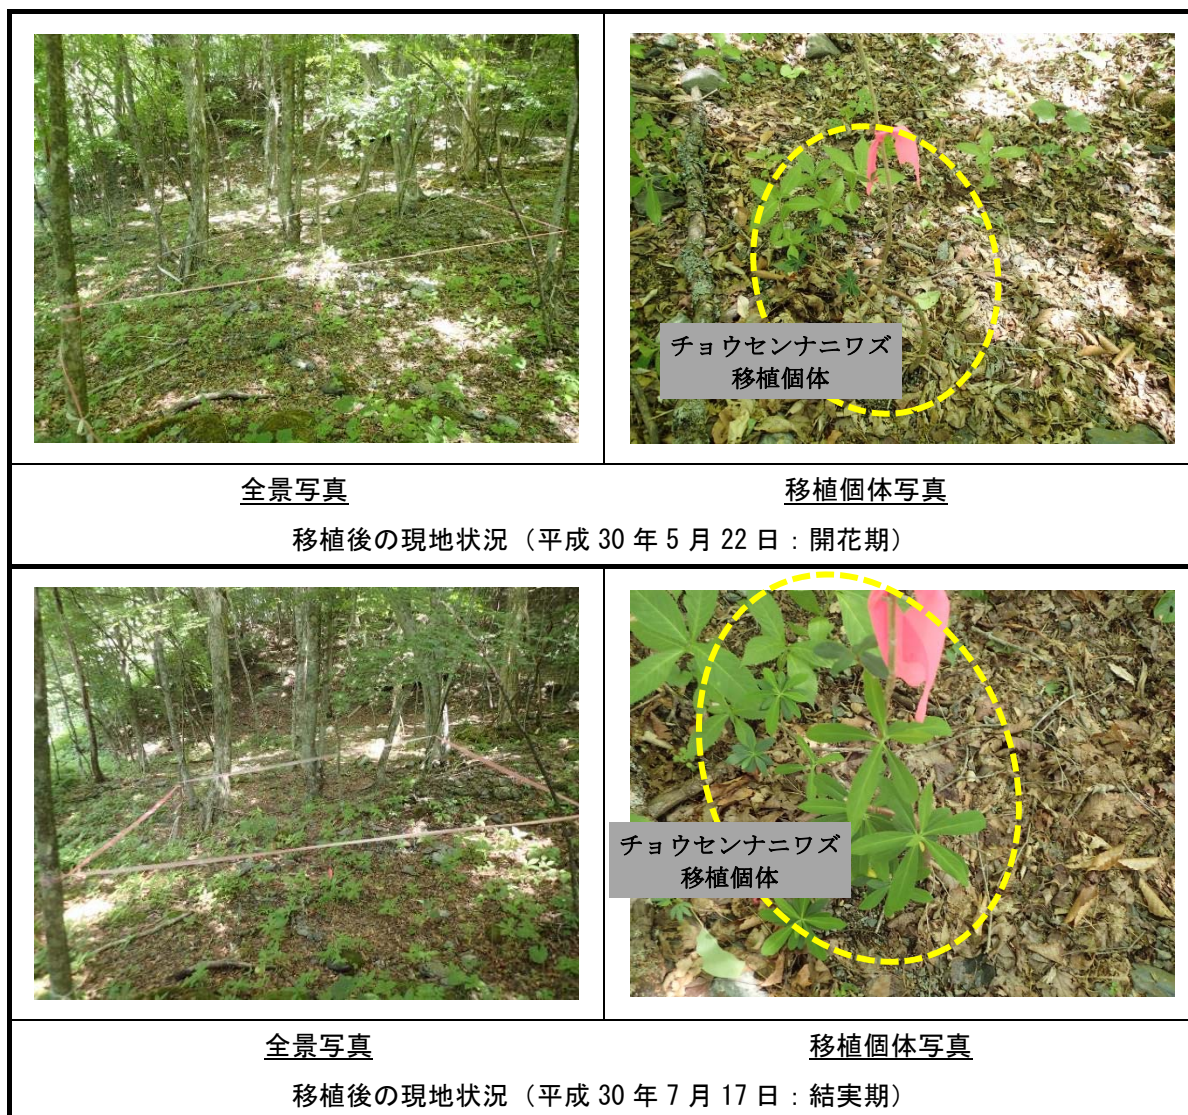 チョウセンナニワズ
移植個体
全景写真
移植個体写真
移植後の現地状況（平成 30 年 5 月 22 日：開花期）
チョウセンナニワズ
移植個体
全景写真
移植個体写真
移植後の現地状況（平成 30 年 7 月 17 日：結実期）